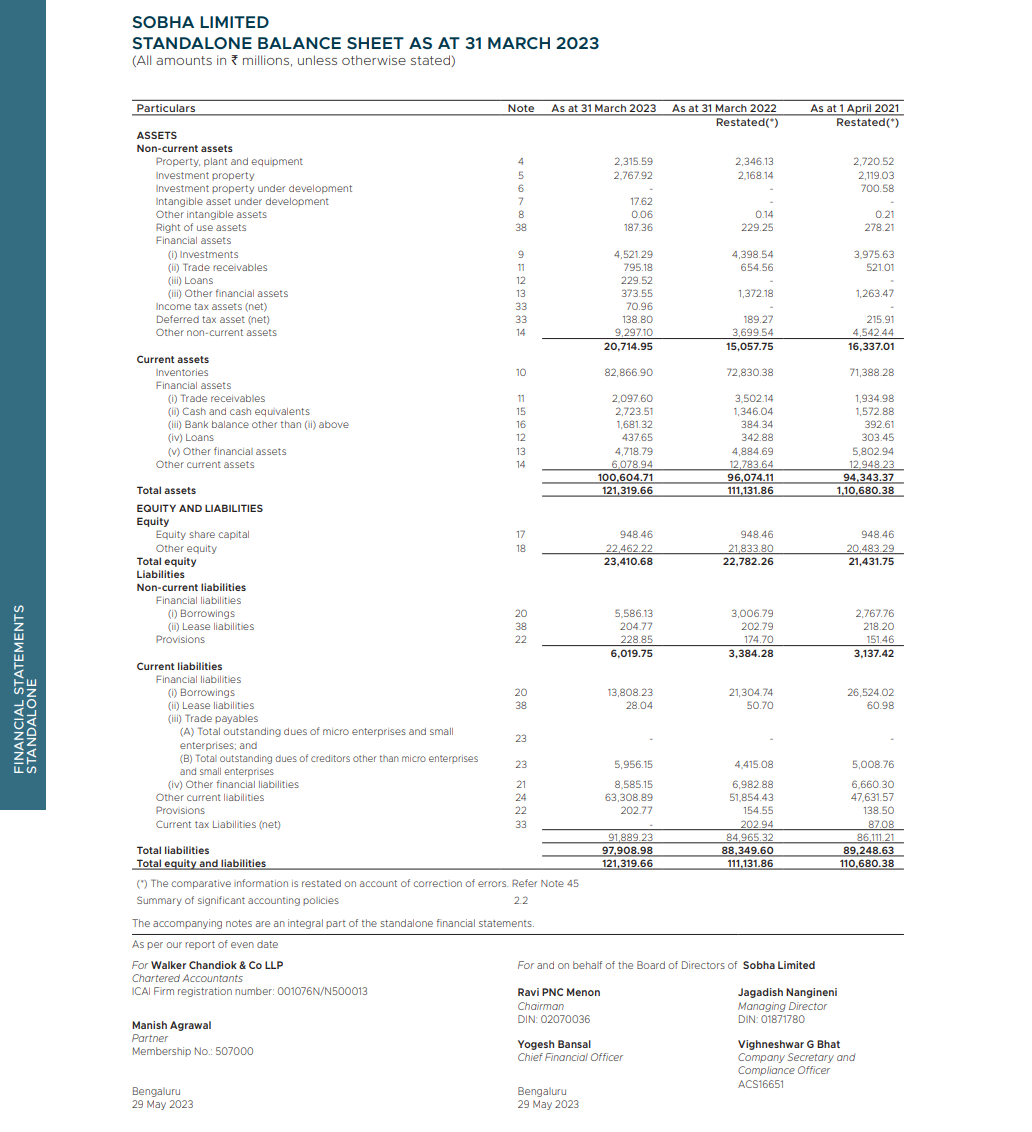 SOBHA LIMITED
STANDALONE BALANCE SHEET AS AT 31 MARCH 2023
(All amounts in ₹ millions, unless otherwise stated)
Particulars Note As at 31 March 2023 As at 31 March 2022 As at 1 April 2021
Restated(*) Restated(*)
ASSETS
Non-current assets
Property, plant and equipment 4 2,315.59 2,346.13 2,720.52
Investment property 5 2,767.92 2,168.14 2,119.03
Investment property under development 6 - - 700.58
Intangible asset under development 7 17.62 - -
Other intangible assets 8 0.06 0.14 0.21
Right of use assets 38 187.36 229.25 278.21
Financial assets
(i) Investments 9 4,521.29 4,398.54 3,975.63
(ii) Trade receivables 11 795.18 654.56 521.01
(iii) Loans 12 229.52 - -
(iii) Other financial assets 13 373.55 1,372.18 1,263.47
Income tax assets (net) 33 70.96 - -
Deferred tax asset (net) 33 138.80 189.27 215.91
Other non-current assets 14 9,297.10 3,699.54 4,542.44
20,714.95 15,057.75 16,337.01
Current assets
Inventories 10 82,866.90 72,830.38 71,388.28
Financial assets
(i) Trade receivables 11 2,097.60 3,502.14 1,934.98
(ii) Cash and cash equivalents 15 2,723.51 1,346.04 1,572.88
(iii) Bank balance other than (ii) above 16 1,681.32 384.34 392.61
(iv) Loans 12 437.65 342.88 303.45
(v) Other financial assets 13 4,718.79 4,884.69 5,802.94
Other current assets 14 6,078.94 12,783.64 12,948.23
100,604.71 96,074.11 94,343.37
Total assets 121,319.66 111,131.86 1,10,680.38
EQUITY AND LIABILITIES
Equity
Equity share capital 17 948.46 948.46 948.46
Other equity 18 22,462.22 21,833.80 20,483.29
Total equity 23,410.68 22,782.26 21,431.75
Liabilities
Non-current liabilities
Financial liabilities
(i) Borrowings 20 5,586.13 3,006.79 2,767.76
(ii) Lease liabilities 38 204.77 202.79 218.20
Provisions 22 228.85 174.70 151.46
6,019.75 3,384.28 3,137.42
Current liabilities
Financial liabilities
(i) Borrowings 20 13,808.23 21,304.74 26,524.02
(ii) Lease liabilities 38 28.04 50.70 60.98
(iii) Trade payables
(A) Total outstanding dues of micro enterprises and small
enterprises; and 23 - - -
(B) Total outstanding dues of creditors other than micro enterprises
and small enterprises 23 5,956.15 4,415.08 5,008.76
(iv) Other financial liabilities 21 8,585.15 6,982.88 6,660.30
Other current liabilities 24 63,308.89 51,854.43 47,631.57
Provisions 22 202.77 154.55 138.50
Current tax Liabilities (net) 33 - 202.94 87.08
91,889.23 84,965.32 86,111.21
Total liabilities 97,908.98 88,349.60 89,248.63
Total equity and liabilities 121,319.66 111,131.86 110,680.38
(*) The comparative information is restated on account of correction of errors. Refer Note 45
Summary of significant accounting policies 2.2
The accompanying notes are an integral part of the standalone financial statements.
As per our report of even date
For Walker Chandiok & Co LLP
Chartered Accountants
ICAI Firm registration number: 001076N/N500013
Manish Agrawal
Partner
Membership No.: 507000
Bengaluru
29 May 2023
For and on behalf of the Board of Directors of Sobha Limited
Ravi PNC Menon
Chairman
DIN: 02070036
Jagadish Nangineni
Managing Director
DIN: 01871780
Yogesh Bansal
Chief Financial Officer
Vighneshwar G Bhat
Company Secretary and
Compliance Officer
ACS16651
Bengaluru
29 May 2023
FINANCIAL STATEMENTS
STANDALONE